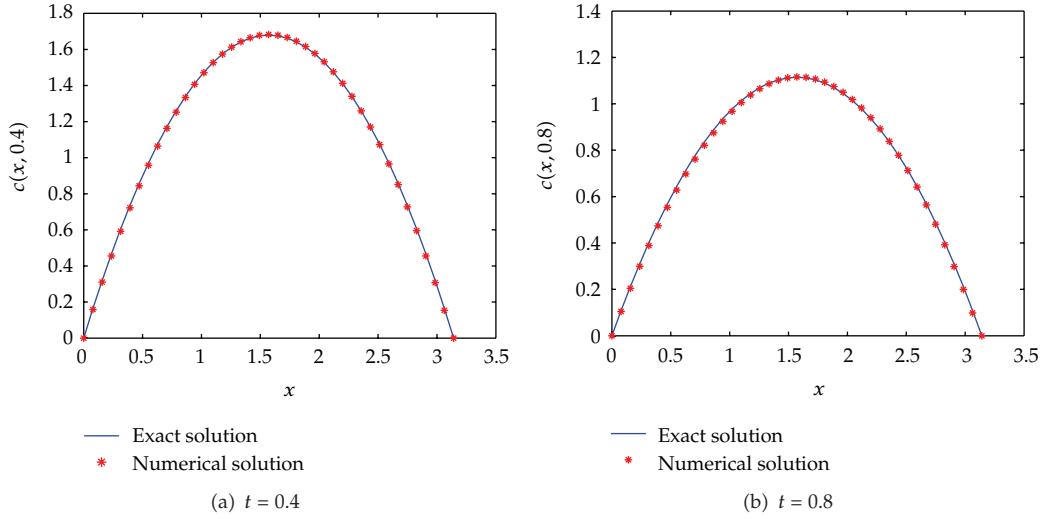 1.8
1.6
1.4
1.2
1
0.8
0.6
0.4
0.2
0
c(x, 0.4)
0 0.5 1 1.5 2 2.5 3 3.5
x
Exact solution
Numerical solution
(a) t = 0.4
1.4
1.2
1
0.8
0.6
0.4
0.2
0
c(x, 0.8)
0 0.5 1 1.5 2 2.5 3 3.5
x
Exact solution
Numerical solution
(b) t = 0.8